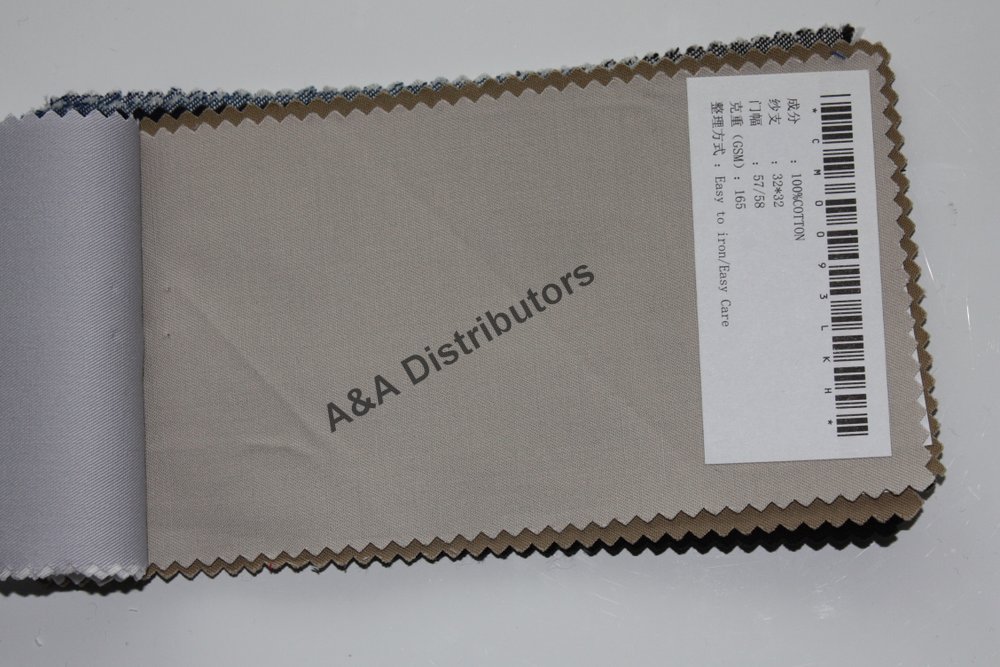 *CM0093LKH*
成分 : 100%COTTON
纱支 : 32*32
门幅 : 57/58
克重(GSM) : 165
整理方式 : Easy to iron/Easy Care
A&A Distributors